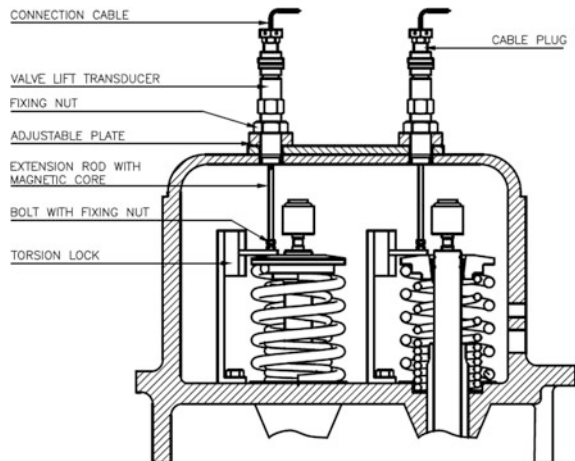 CONNECTION CABLE
CABLE PLUG
VALVE LIFT TRANSDUCER
FIXING NUT
ADJUSTABLE PLATE
EXTENSION ROD WITH
MAGNETIC CORE
BOLT WITH FIXING NUT
TORSION LOCK